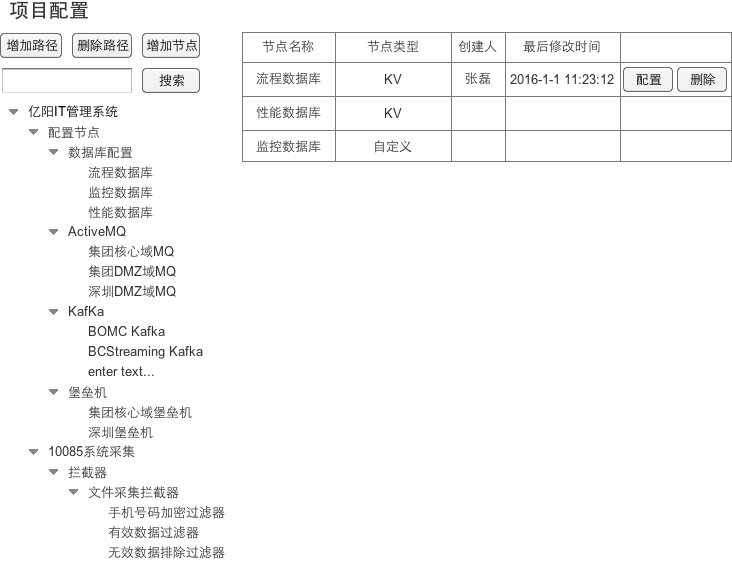 项目配置
增加路径 删除路径 增加节点
搜索
亿阳IT管理系统
配置节点
数据库配置
流程数据库
监控数据库
性能数据库
ActiveMQ
集团核心域MQ
集团DMZ域MQ
深圳DMZ域MQ
KafKa
BOMC Kafka
BCStreaming Kafka
enter text...
堡垒机
集团核心域堡垒机
深圳堡垒机
10085系统采集
拦截器
文件采集拦截器
手机号码加密过滤器
有效数据过滤器
无效数据排除过滤器
节点名称 节点类型 创建人 最后修改时间
流程数据库 KV 张磊 2016-1-1 11:23:12 配置 删除
性能数据库 KV
监控数据库 自定义